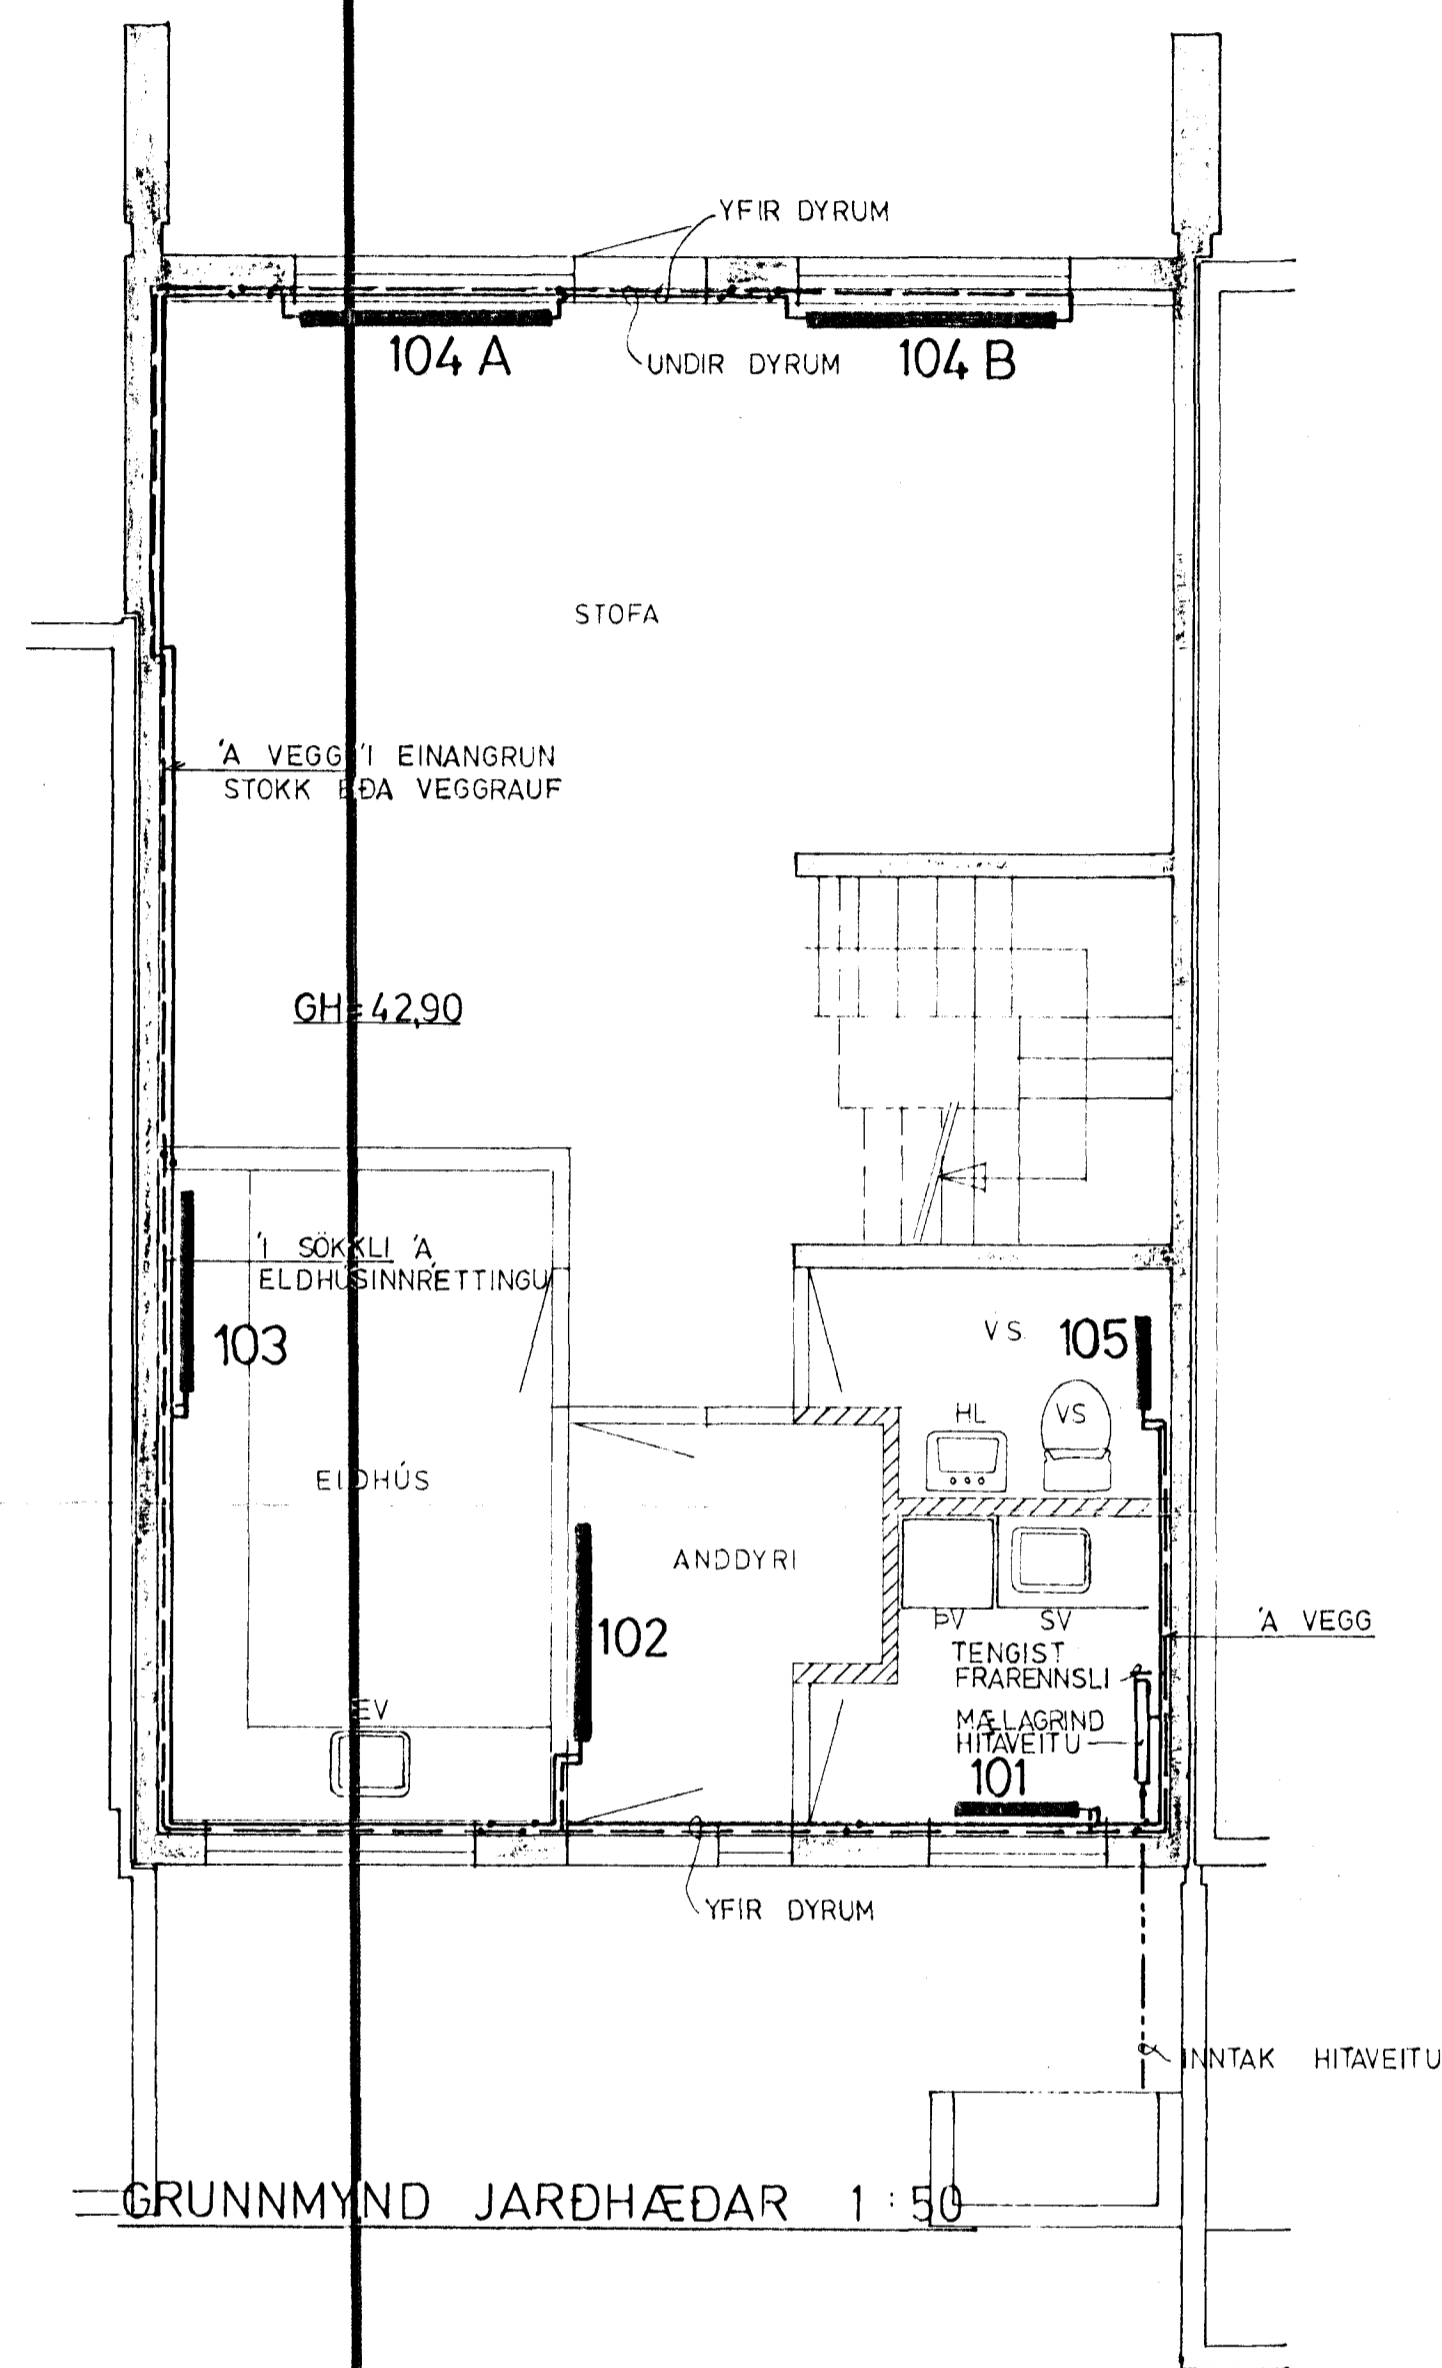 YFIR DYRUM
104 A
UNDIR DYRUM
104 B
STOFA
Á VEGG Í EINANGRUN
STOKK EÐA VEGGRAUF
GH=42,90
Í SÖKKLI Á
ELDHÚSINNRÉTTINGU
103
VS
105
HL
VS
ELDHÚS
ANDDYRI
102
ÞV
SV
Á VEGG
TENGIST
FRARENNSLI
MÆLAGRIND
HITAVEITU
EV
101
YFIR DYRUM
INNTAK HITAVEITU
GRUNNMYND JARÐHÆÐAR 1:50